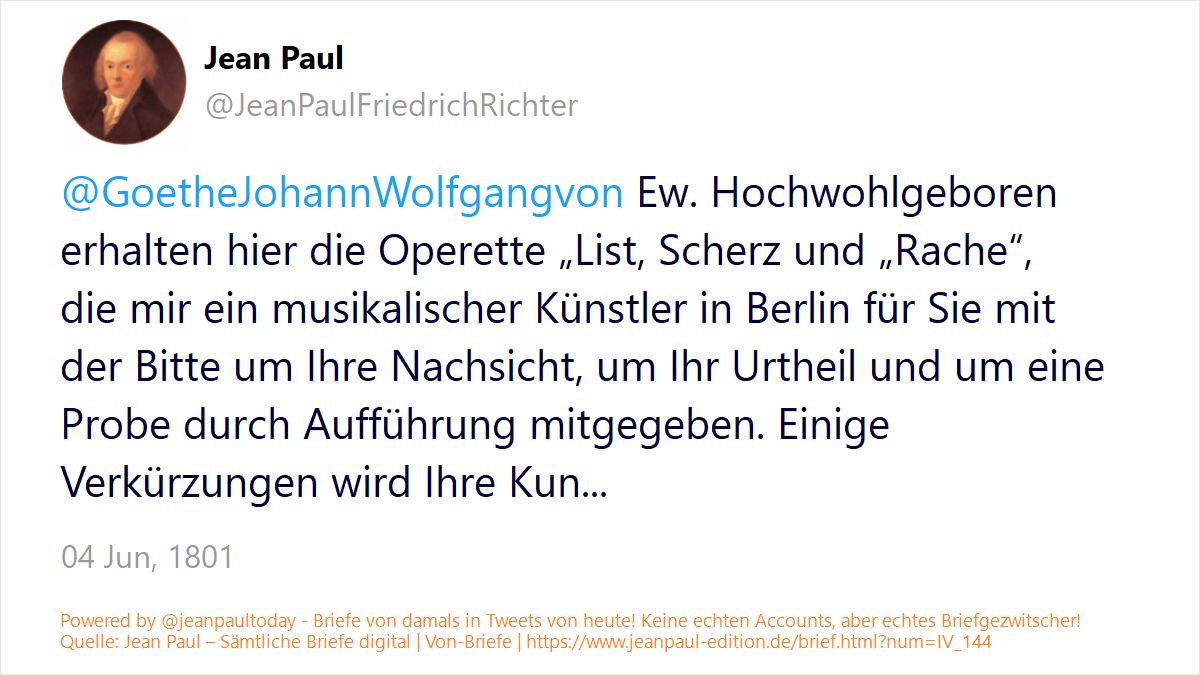 Jean Paul
@JeanPaulFriedrichRichter
@GoetheJohannWolfgangvon Ew. Hochwohlgeboren
erhalten hier die Operette „List, Scherz und „Rache“,
die mir ein musikalischer Künstler in Berlin für Sie mit
der Bitte um Ihre Nachsicht, um Ihr Urtheil und um eine
Probe durch Aufführung mitgegeben. Einige
Verkürzungen wird Ihre Kun...
04 Jun, 1801
Powered by @jeanpaultoday - Briefe von damals in Tweets von heute! Keine echten Accounts, aber echtes Briefgezwitscher!
Quelle: Jean Paul – Sämtliche Briefe digital | Von-Briefe | https://www.jeanpaul-edition.de/brief.html?num=IV_144